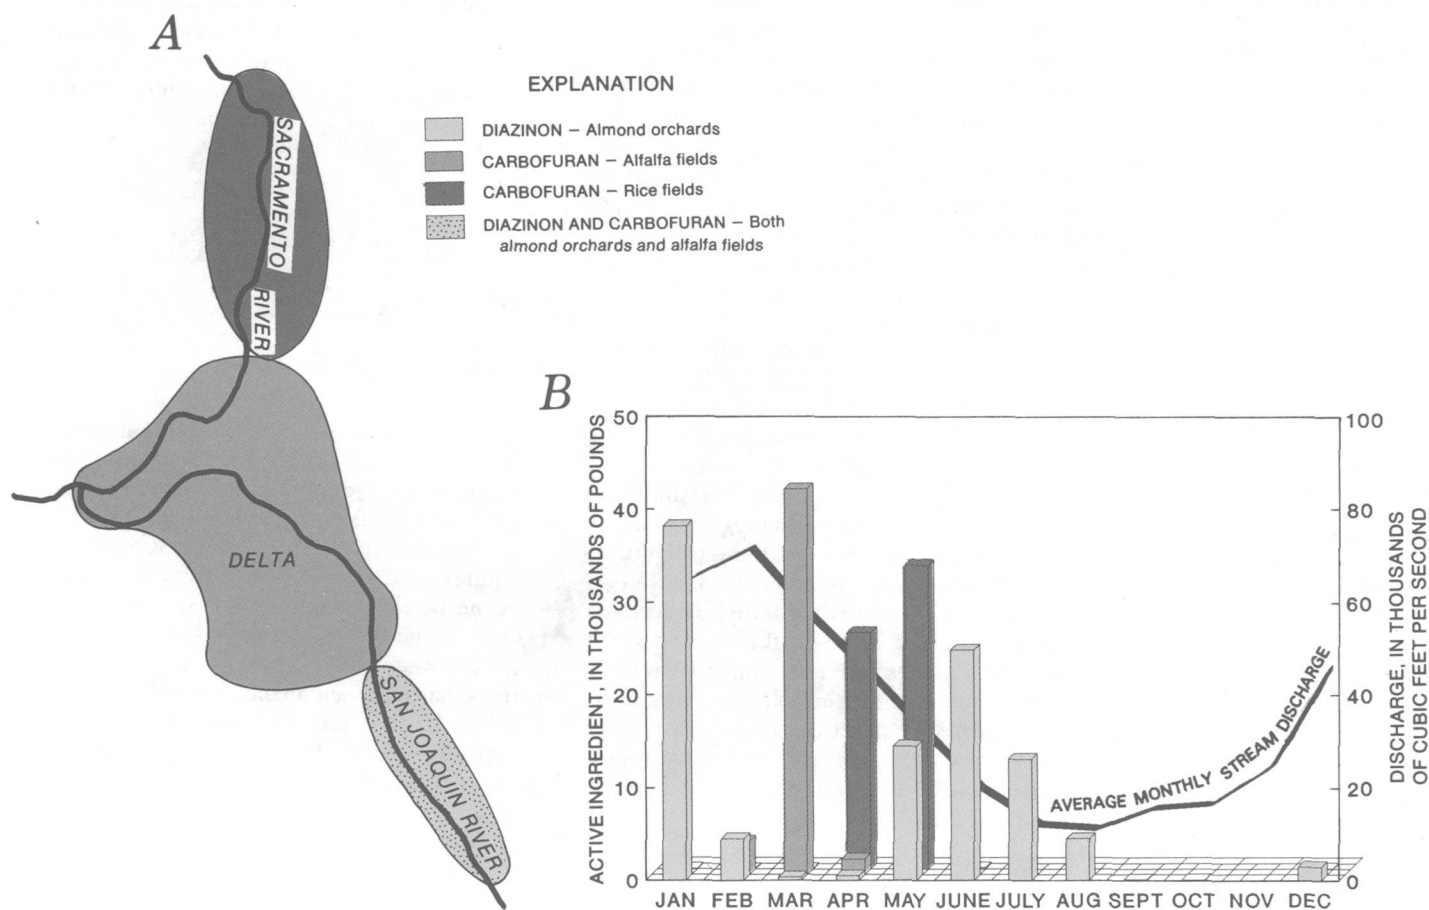 A
EXPLANATION
DIAZINON – Almond orchards
CARBOFURAN – Alfalfa fields
CARBOFURAN – Rice fields
DIAZINON AND CARBOFURAN – Both
almond orchards and alfalfa fields
SACRAMENTO
RIVER
DELTA
SAN JOAQUIN RIVER
B
ACTIVE INGREDIENT, IN THOUSANDS OF POUNDS
50
40
30
20
10
0
100
80
60
40
20
0
DISCHARGE, IN THOUSANDS
OF CUBIC FEET PER SECOND
AVERAGE MONTHLY STREAM DISCHARGE
JAN FEB MAR APR MAY JUNE JULY AUG SEPT OCT NOV DEC